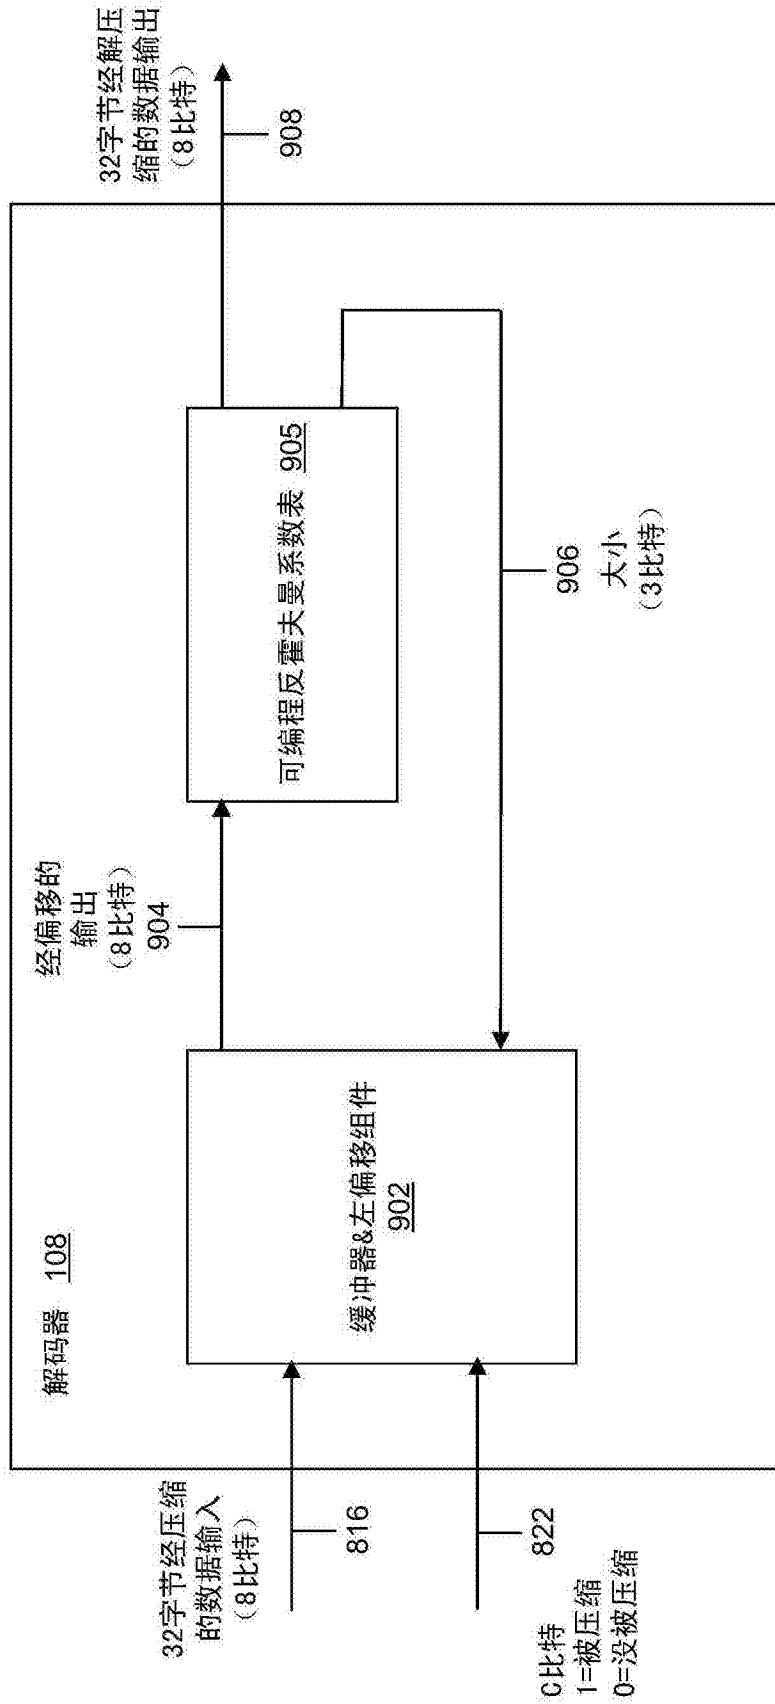 解码器 108
32字节经压缩
的数据输入
（8比特）
816
822
C比特
1=被压缩
0=没被压缩
缓冲器&左偏移组件
902
经偏移的
输出
（8比特）
904
可编程反霍夫曼系数表 905
906
大小
（3比特）
32字节经解压
缩的数据输出
（8比特）
908